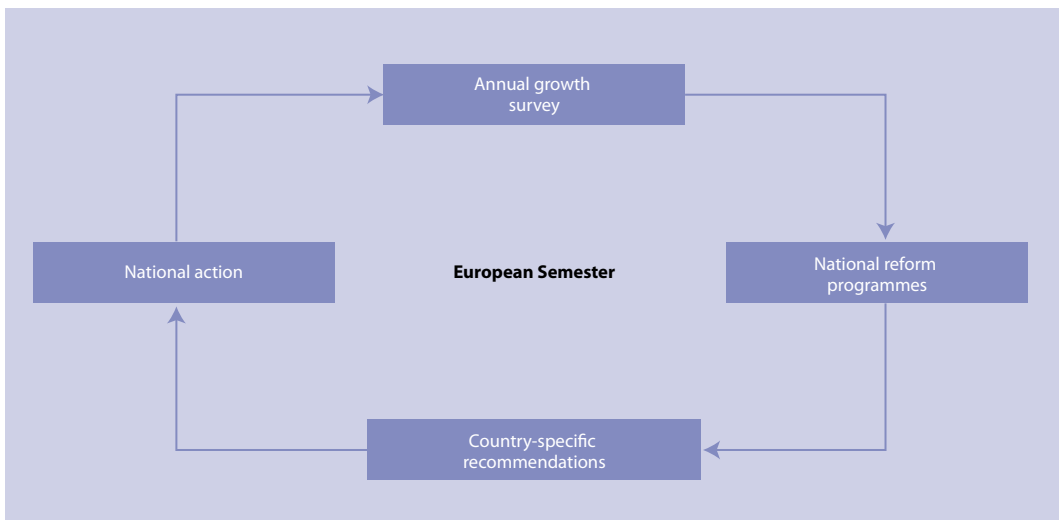 Annual growth
survey
National action
European Semester
National reform
programmes
Country-specific
recommendations